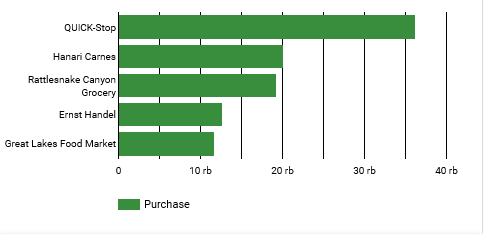 QUICK-Stop
Hanari Carnes
Rattlesnake Canyon
Grocery
Ernst Handel
Great Lakes Food Market
0 10 rb 20 rb 30 rb 40 rb
Purchase